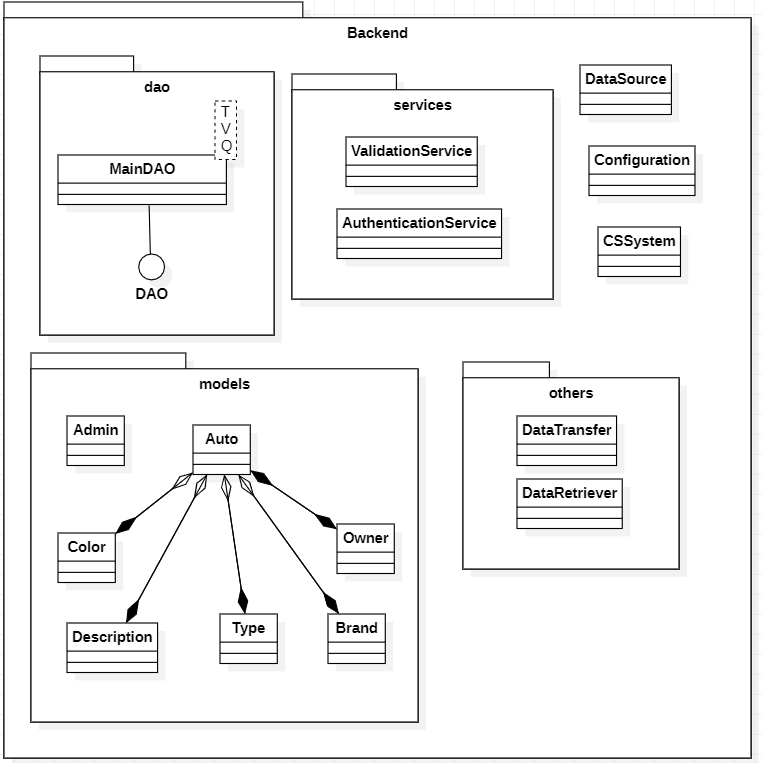 Backend
dao
T
V
Q
MainDAO
DAO
services
ValidationService
AuthenticationService
DataSource
Configuration
CSSystem
models
Admin
Auto
Color
Owner
Description
Type
Brand
others
DataTransfer
DataRetriever